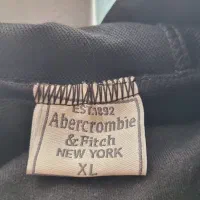 EST.1892
Abercrombie
& Fitch
NEW YORK
XL